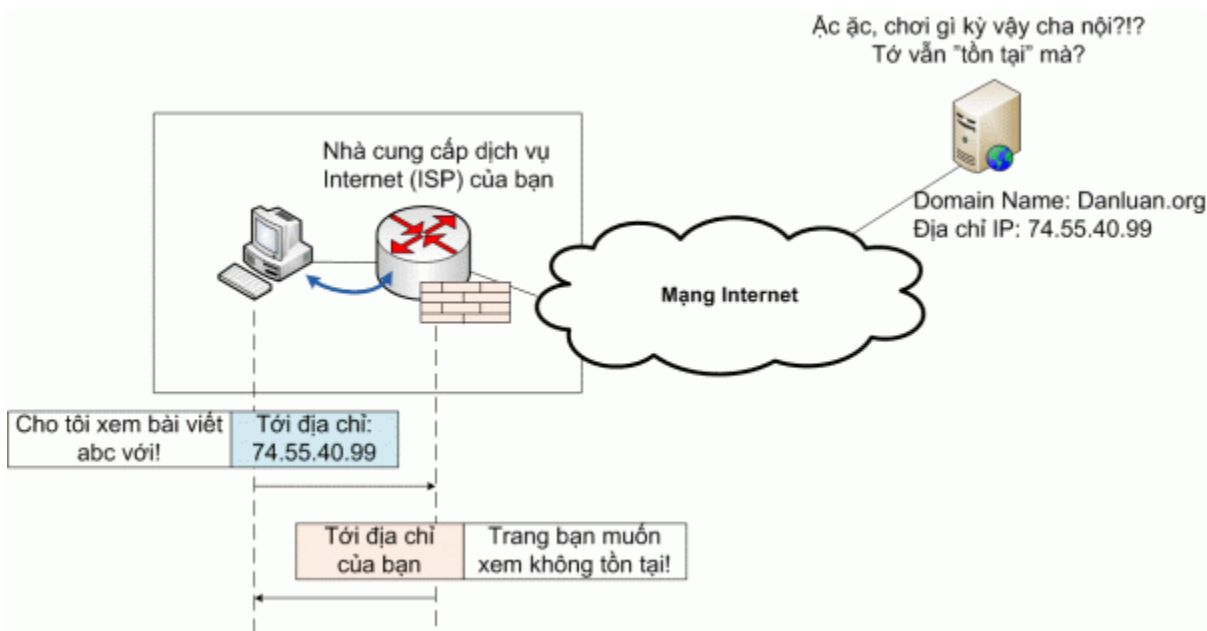 Ặc ặc, chơi gì kỳ vậy cha nội?!?
Tớ vẫn ”tồn tại” mà?
Nhà cung cấp dịch vụ
Internet (ISP) của bạn
Domain Name: Danluan.org
Địa chỉ IP: 74.55.40.99
Mạng Internet
Cho tôi xem bài viết
abc với!
Tới địa chỉ:
74.55.40.99
Tới địa chỉ
của bạn
Trang bạn muốn
xem không tồn tại!